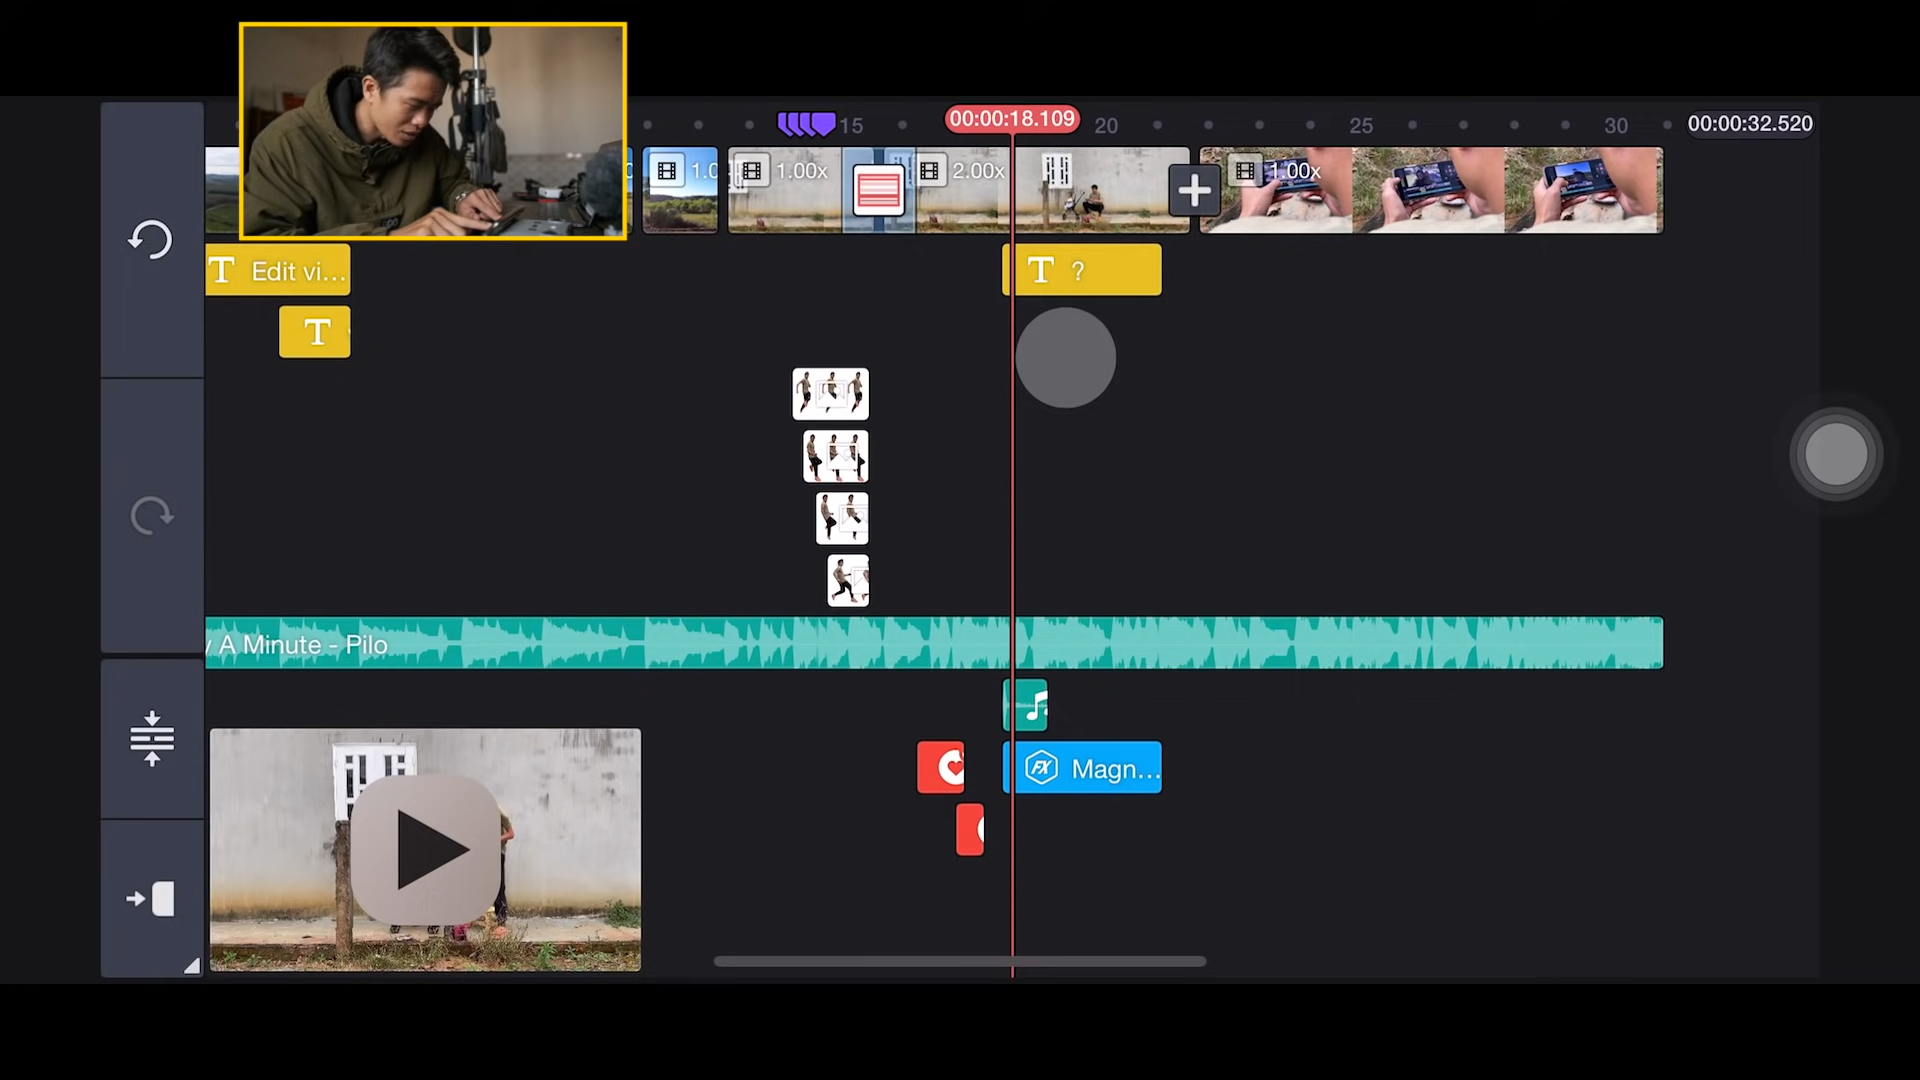 15
00:00:18.109
20
25
30
00:00:32.520
1.0
1.00x
2.00x
1.00x
T Edit vi...
T ?
T
A Minute - Pilo
FX Magn...